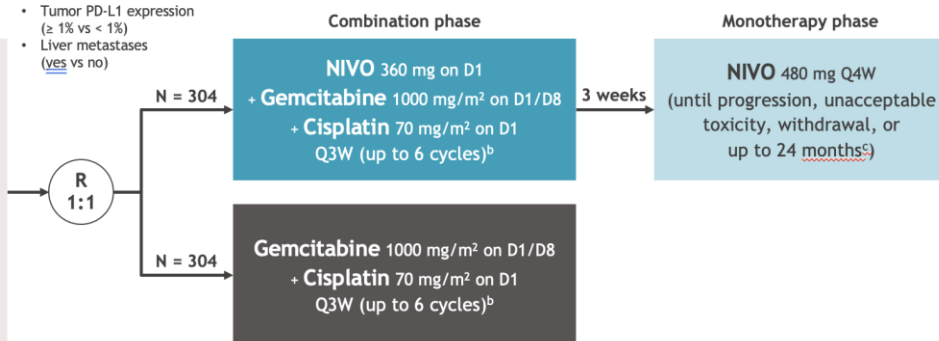 • Tumor PD-L1 expression
(≥ 1% vs < 1%)
• Liver metastases
(yes vs no)
R
1:1
N = 304
N = 304
Combination phase
NIVO 360 mg on D1
+ Gemcitabine 1000 mg/m² on D1/D8
+ Cisplatin 70 mg/m² on D1
Q3W (up to 6 cycles)ᵇ
Gemcitabine 1000 mg/m² on D1/D8
+ Cisplatin 70 mg/m² on D1
Q3W (up to 6 cycles)ᵇ
3 weeks
Monotherapy phase
NIVO 480 mg Q4W
(until progression, unacceptable
toxicity, withdrawal, or
up to 24 monthsᶜ)